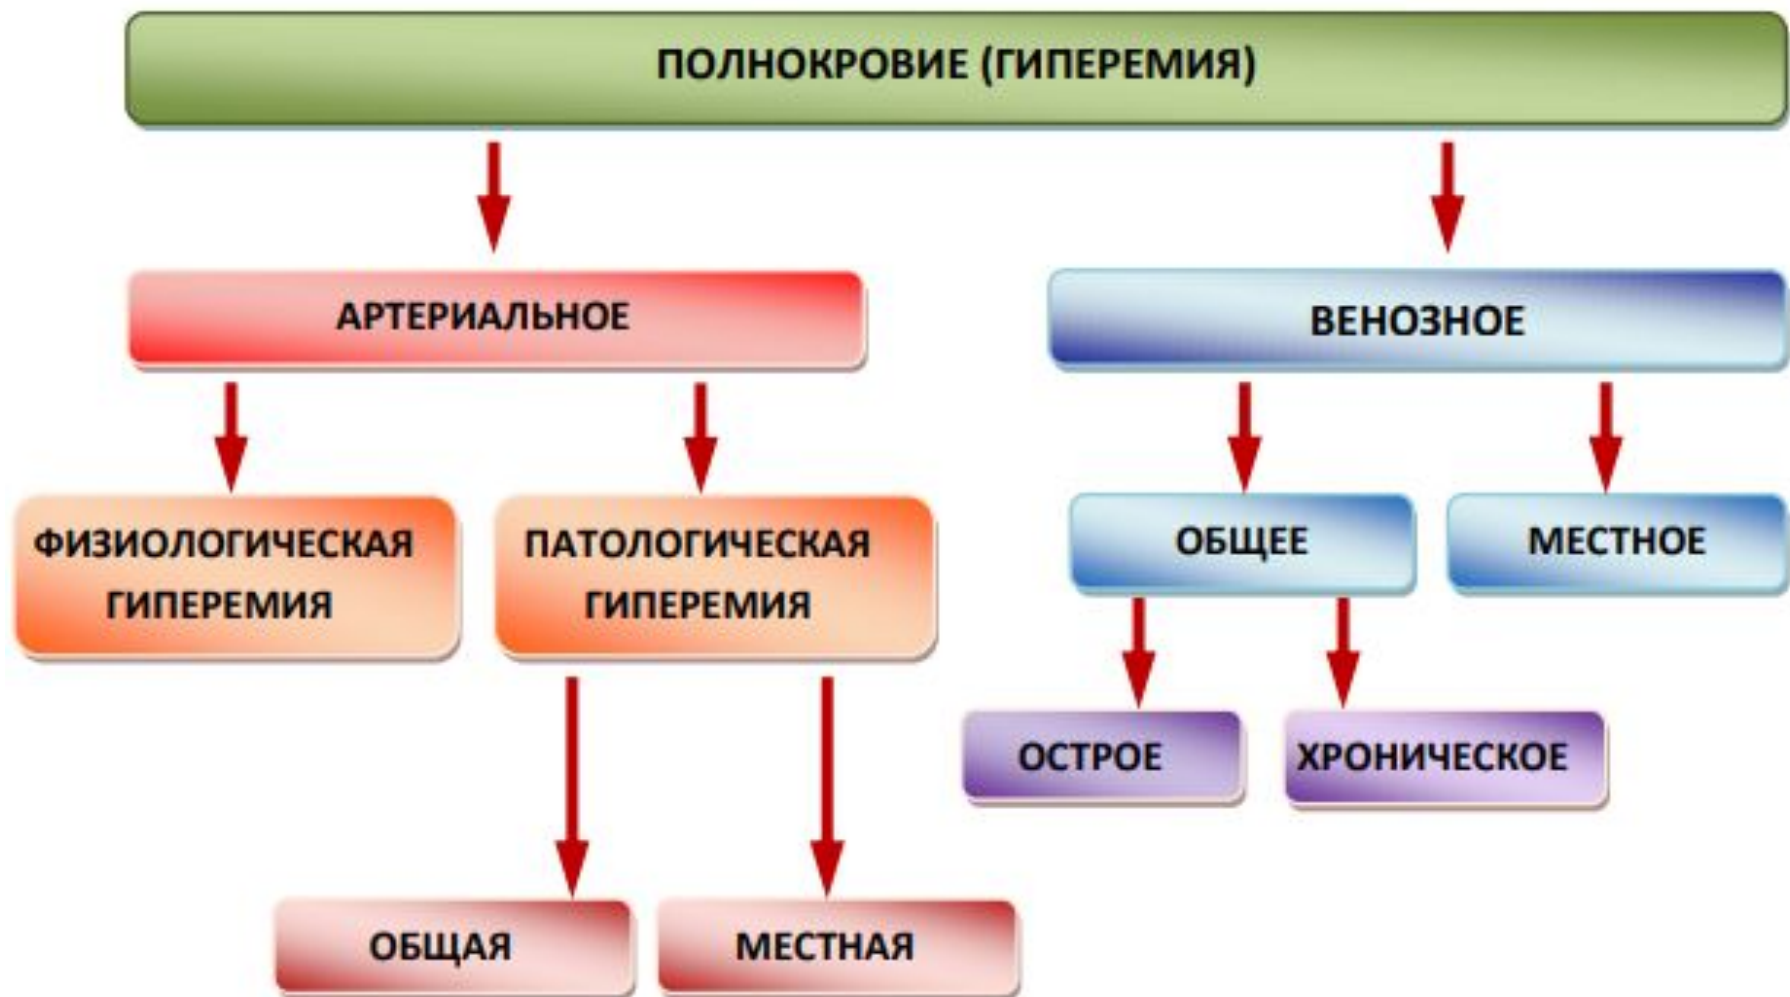 ПОЛНОКРОВИЕ (ГИПЕРЕМИЯ)
АРТЕРИАЛЬНОЕ
ВЕНОЗНОЕ
ФИЗИОЛОГИЧЕСКАЯ
ГИПЕРЕМИЯ
ПАТОЛОГИЧЕСКАЯ
ГИПЕРЕМИЯ
ОБЩЕЕ
МЕСТНОЕ
ОСТРОЕ
ХРОНИЧЕСКОЕ
ОБЩАЯ
МЕСТНАЯ